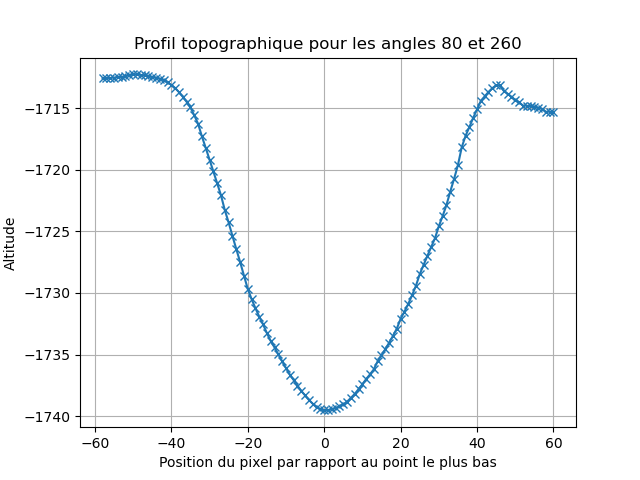 Profil topographique pour les angles 80 et 260
Altitude
−1715
−1720
−1725
−1730
−1735
−1740
−60 −40 −20 0 20 40 60
Position du pixel par rapport au point le plus bas